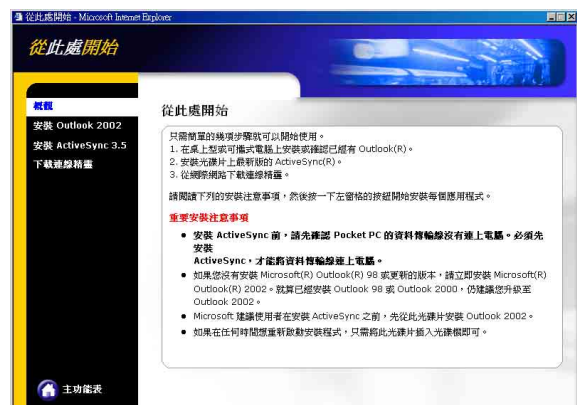 從此處開始 - Microsoft Internet Explorer
從此處開始
概觀
安裝 Outlook 2002
安裝 ActiveSync 3.5
下載連線精靈
主功能表
從此處開始
只需簡單的幾項步驟就可以開始使用。
1. 在桌上型或可攜式電腦上安裝或確認已經有 Outlook(R)。
2. 安裝光碟片上最新版的 ActiveSync(R)。
3. 從網際網路下載連線精靈。
請閱讀下列的安裝注意事項，然後按一下左窗格的按鈕開始安裝每個應用程式。
重要安裝注意事項
● 安裝 ActiveSync 前，請先確認 Pocket PC 的資料傳輸線沒有連上電腦。必須先
安裝
ActiveSync，才能將資料傳輸線連上電腦。
● 如果您沒有安裝 Microsoft(R) Outlook(R) 98 或更新的版本，請立即安裝 Microsoft(R)
Outlook(R) 2002。就算已經安裝 Outlook 98 或 Outlook 2000，仍建議您升級至
Outlook 2002。
● Microsoft 建議使用者在安裝 ActiveSync 之前，先從此光碟片安裝 Outlook 2002。
● 如果在任何時間想重新啟動安裝程式，只需將此光碟片插入光碟機即可。